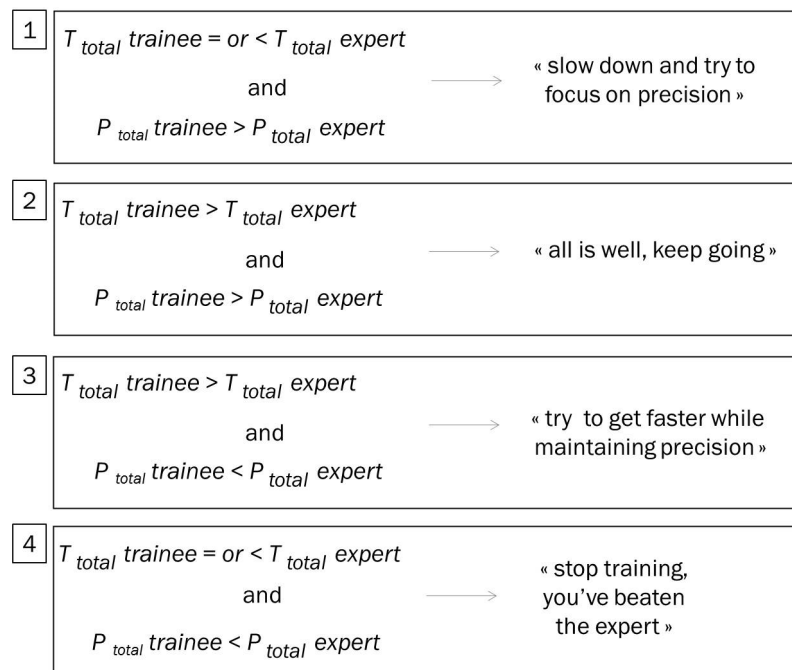 1
T total trainee = or < T total expert
and
P total trainee > P total expert
« slow down and try to
focus on precision »
2
T total trainee > T total expert
and
P total trainee > P total expert
« all is well, keep going »
3
T total trainee > T total expert
and
P total trainee < P total expert
« try to get faster while
maintaining precision »
4
T total trainee = or < T total expert
and
P total trainee < P total expert
« stop training,
you've beaten
the expert »